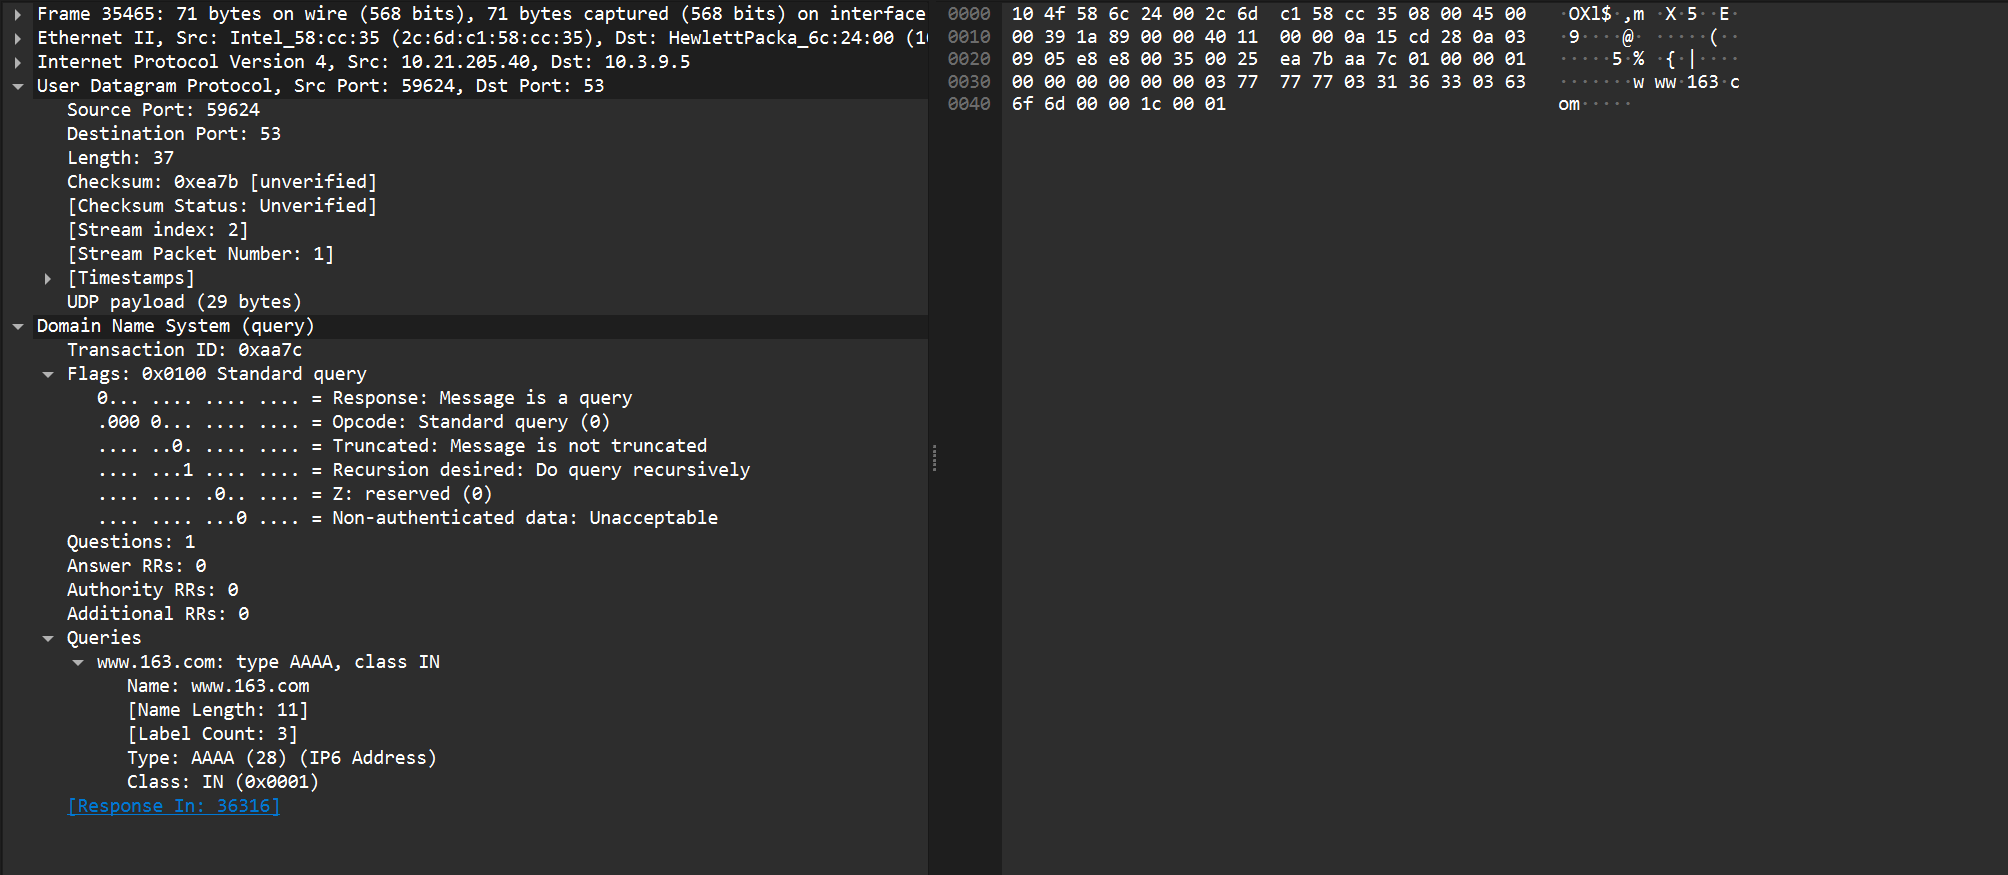 Frame 35465: 71 bytes on wire (568 bits), 71 bytes captured (568 bits) on interface
Ethernet II, Src: Intel_58:cc:35 (2c:6d:c1:58:cc:35), Dst: HewlettPacka_6c:24:00 (10
Internet Protocol Version 4, Src: 10.21.205.40, Dst: 10.3.9.5
User Datagram Protocol, Src Port: 59624, Dst Port: 53
Source Port: 59624
Destination Port: 53
Length: 37
Checksum: 0xea7b [unverified]
[Checksum Status: Unverified]
[Stream index: 2]
[Stream Packet Number: 1]
[Timestamps]
UDP payload (29 bytes)
Domain Name System (query)
Transaction ID: 0xaa7c
Flags: 0x0100 Standard query
0... .... .... .... = Response: Message is a query
.000 0... .... .... = Opcode: Standard query (0)
.... ..0. .... .... = Truncated: Message is not truncated
.... ...1 .... .... = Recursion desired: Do query recursively
.... .... .0.. .... = Z: reserved (0)
.... .... ...0 .... = Non-authenticated data: Unacceptable
Questions: 1
Answer RRs: 0
Authority RRs: 0
Additional RRs: 0
Queries
www.163.com: type AAAA, class IN
Name: www.163.com
[Name Length: 11]
[Label Count: 3]
Type: AAAA (28) (IP6 Address)
Class: IN (0x0001)
[Response In: 36316]
0000 10 4f 58 6c 24 00 2c 6d c1 58 cc 35 08 00 45 00 ·OXl$·,m ·X·5··E·
0010 00 39 1a 89 00 00 40 11 00 00 0a 15 cd 28 0a 03 ·9····@· ·····(··
0020 09 05 e8 e8 00 35 00 25 ea 7b aa 7c 01 00 00 01 ·····5·% ·{·|····
0030 00 00 00 00 00 00 03 77 77 77 03 31 36 33 03 63 ·······w ww·163·c
0040 6f 6d 00 00 1c 00 01 om·····